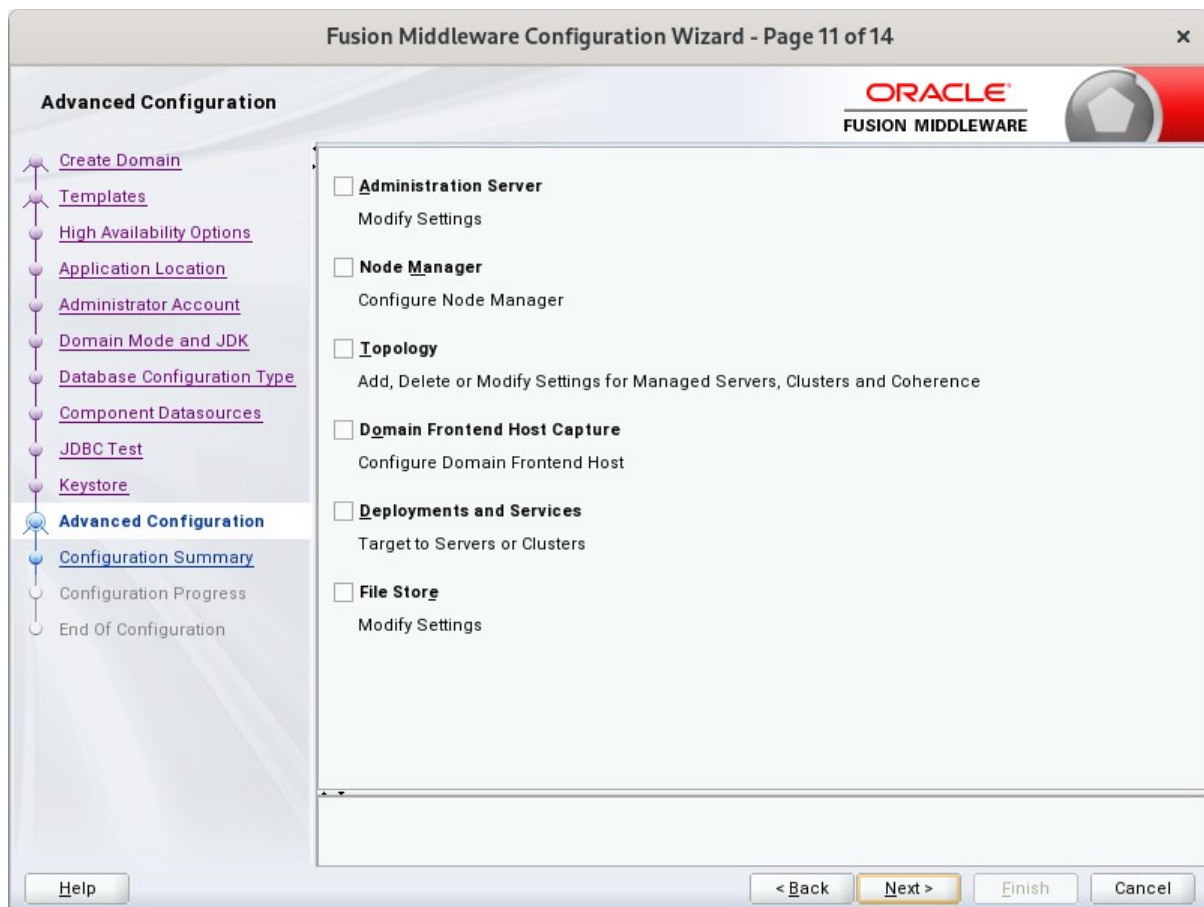 Fusion Middleware Configuration Wizard - Page 11 of 14
×
Advanced Configuration
ORACLE
FUSION MIDDLEWARE
Create Domain
Templates
High Availability Options
Application Location
Administrator Account
Domain Mode and JDK
Database Configuration Type
Component Datasources
JDBC Test
Keystore
Advanced Configuration
Configuration Summary
Configuration Progress
End Of Configuration
Administration Server
Modify Settings
Node Manager
Configure Node Manager
Topology
Add, Delete or Modify Settings for Managed Servers, Clusters and Coherence
Domain Frontend Host Capture
Configure Domain Frontend Host
Deployments and Services
Target to Servers or Clusters
File Store
Modify Settings
Help
< Back
Next >
Finish
Cancel